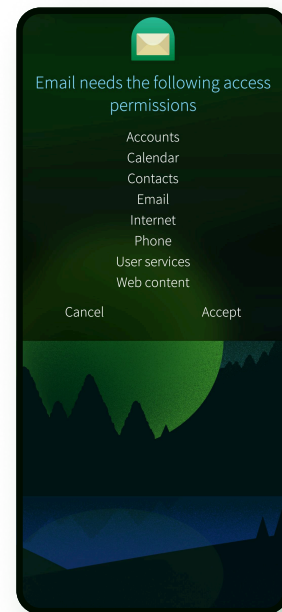 Email needs the following access
permissions
Accounts
Calendar
Contacts
Email
Internet
Phone
User services
Web content
Cancel Accept